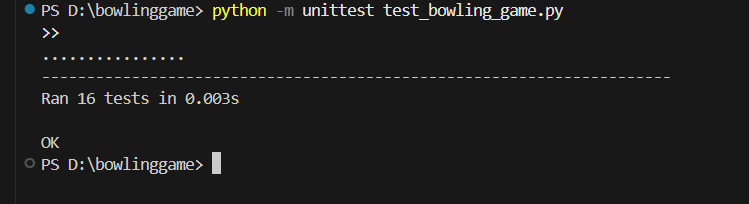 PS D:\bowlinggame> python -m unittest test_bowling_game.py
>>
................
----------------------------------------------------------------------
Ran 16 tests in 0.003s
OK
PS D:\bowlinggame>